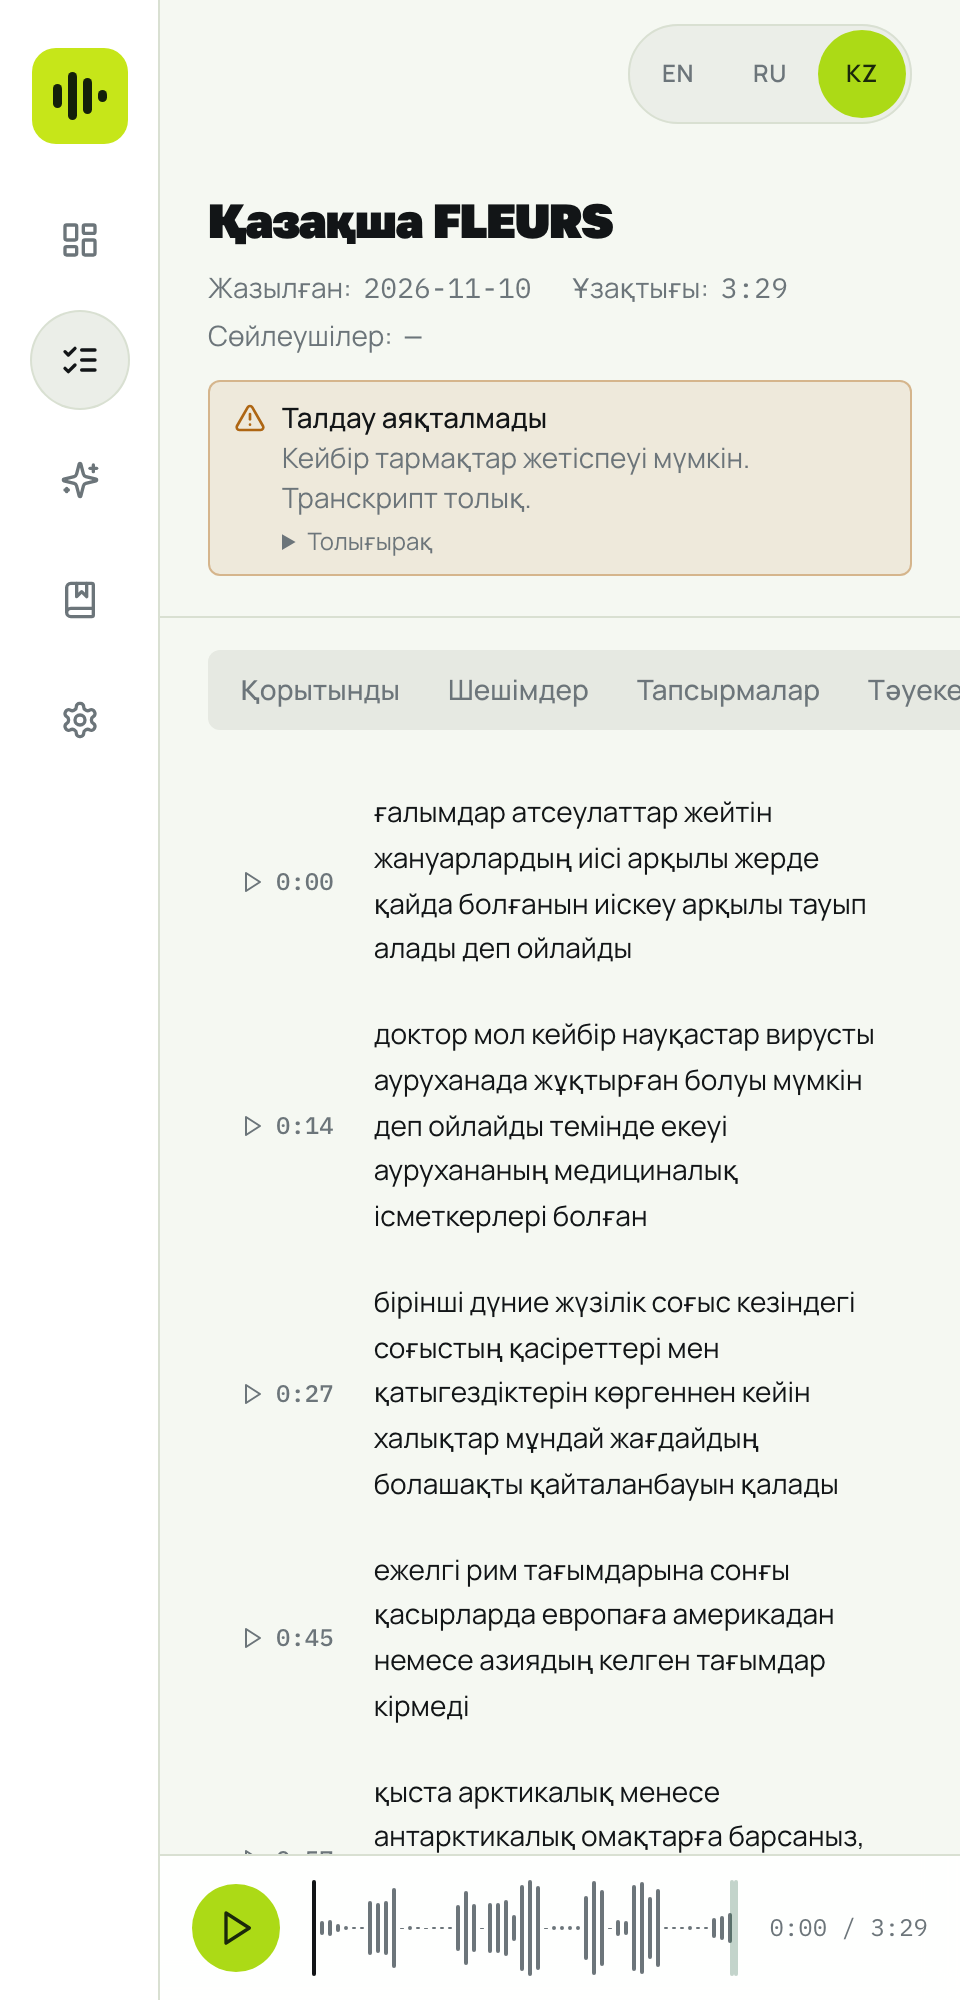 EN RU KZ
Қазақша FLEURS
Жазылған: 2026-11-10 Ұзақтығы: 3:29
Сөйлеушілер: —
Талдау аяқталмады
Кейбір тармақтар жетіспеуі мүмкін.
Транскрипт толық.
Толығырақ
Қорытынды Шешімдер Тапсырмалар
ғалымдар атсеулаттар жейтін
жануарлардың иісі арқылы жерде
0:00
қайда болғанын иіскеу арқылы тауып
алады деп ойлайды
доктор мол кейбір науқастар вирусты
ауруханада жұқтырған болуы мүмкін
0:14 деп ойлайды темінде екеуі
аурухананың медициналық
ісметкерлері болған
бірінші дүние жүзілік соғыс кезіндегі
соғыстың қасіреттері мен
0:27 қатыгездіктерін көргеннен кейін
халықтар мұндай жағдайдың
болашақты қайталанбауын қалады
ежелгі рим тағымдарына сонғы
қасырларда европаға америкадан
0:45
немесе азиядың келген тағымдар
кірмеді
қыста арктикалық менесе
антарктикалық омақтарға барсаныз,
0:00 / 3:29